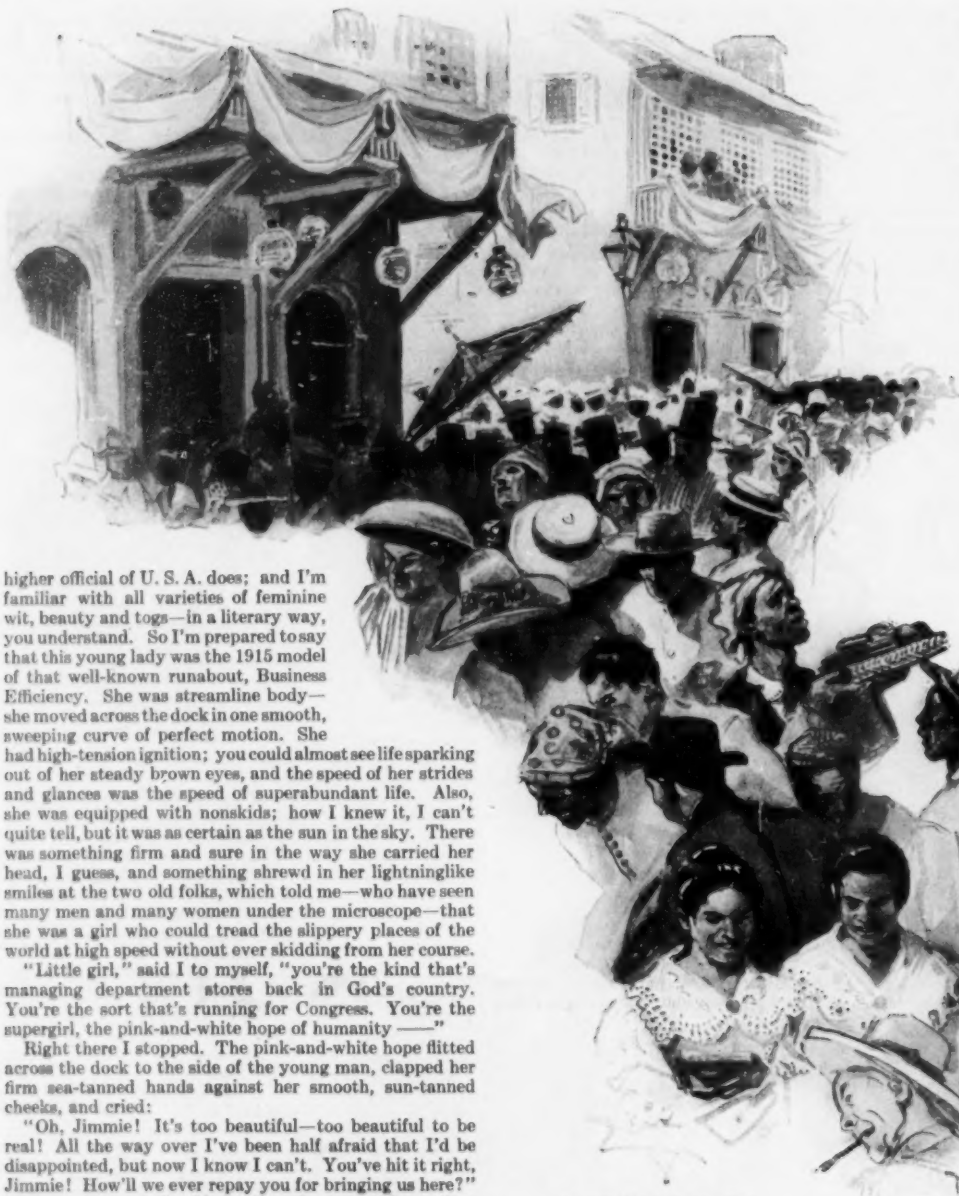 higher official of U. S. A. does; and I'm
familiar with all varieties of feminine
wit, beauty and togs—in a literary way,
you understand. So I'm prepared to say
that this young lady was the 1915 model
of that well-known runabout, Business
Efficiency. She was streamline body—
she moved across the dock in one smooth,
sweeping curve of perfect motion. She
had high-tension ignition; you could almost see life sparking
out of her steady brown eyes, and the speed of her strides
and glances was the speed of superabundant life. Also,
she was equipped with nonskids; how I knew it, I can't
quite tell, but it was as certain as the sun in the sky. There
was something firm and sure in the way she carried her
head, I guess, and something shrewd in her lightninglike
smiles at the two old folks, which told me—who have seen
many men and many women under the microscope—that
she was a girl who could tread the slippery places of the
world at high speed without ever skidding from her course.
"Little girl," said I to myself, "you're the kind that's
managing department stores back in God's country.
You're the sort that's running for Congress. You're the
supergirl, the pink-and-white hope of humanity ——"
Right there I stopped. The pink-and-white hope flitted
across the dock to the side of the young man, clapped her
firm sea-tanned hands against her smooth, sun-tanned
cheeks, and cried:
"Oh, Jimmie! It's too beautiful—too beautiful to be
real! All the way over I've been half afraid that I'd be
disappointed, but now I know I can't. You've hit it right,
Jimmie! How'll we ever repay you for bringing us here?"